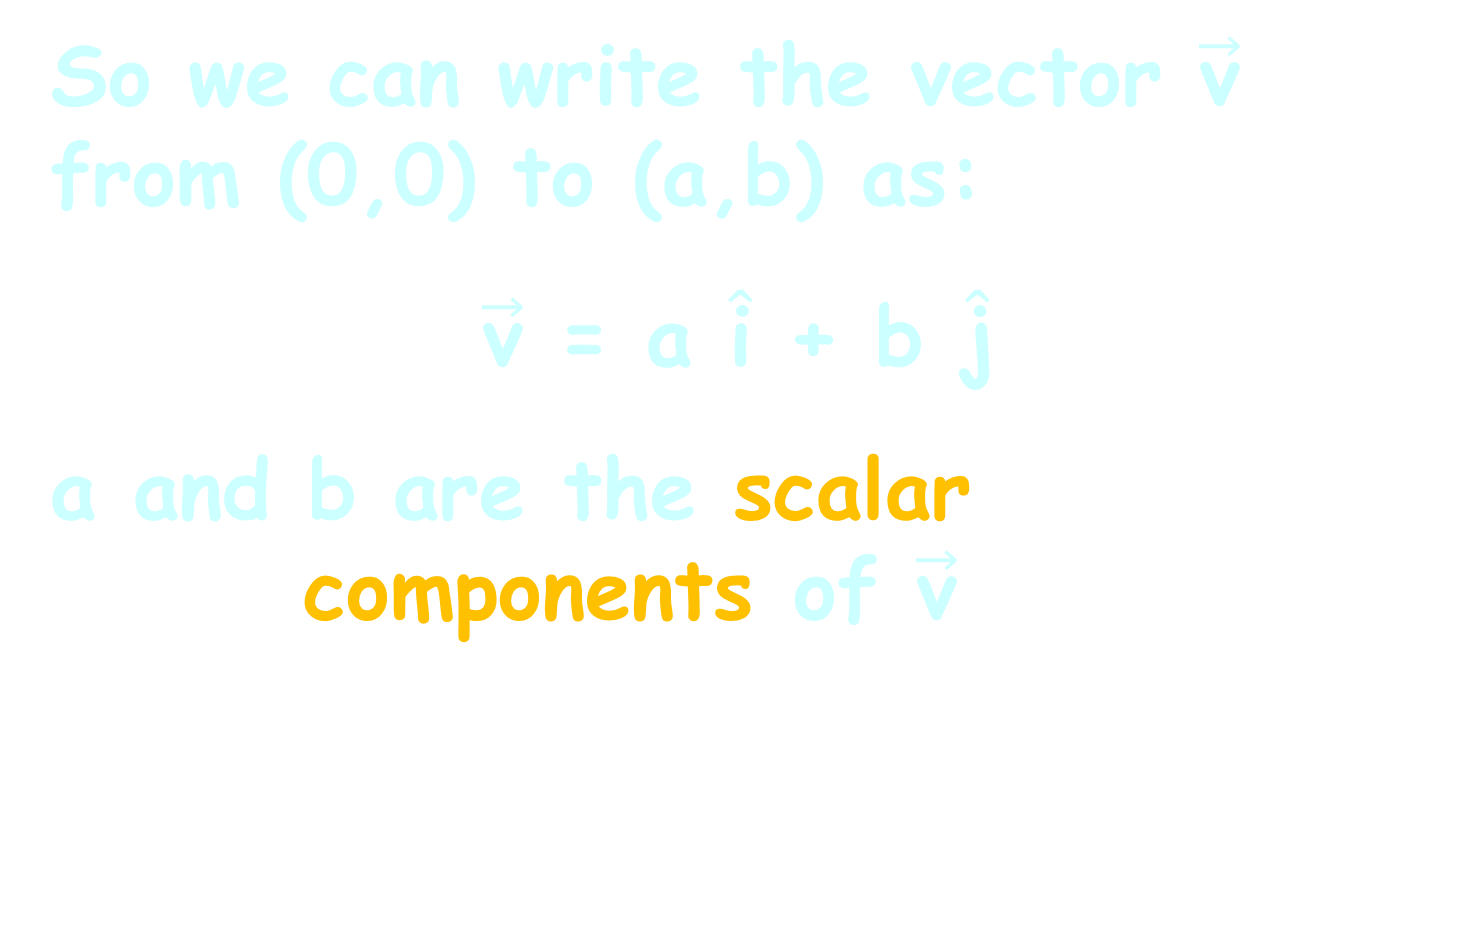 So we can write the vector v⃗
from (0,0) to (a,b) as:
v⃗ = a î + b ĵ
a and b are the scalar
components of v⃗